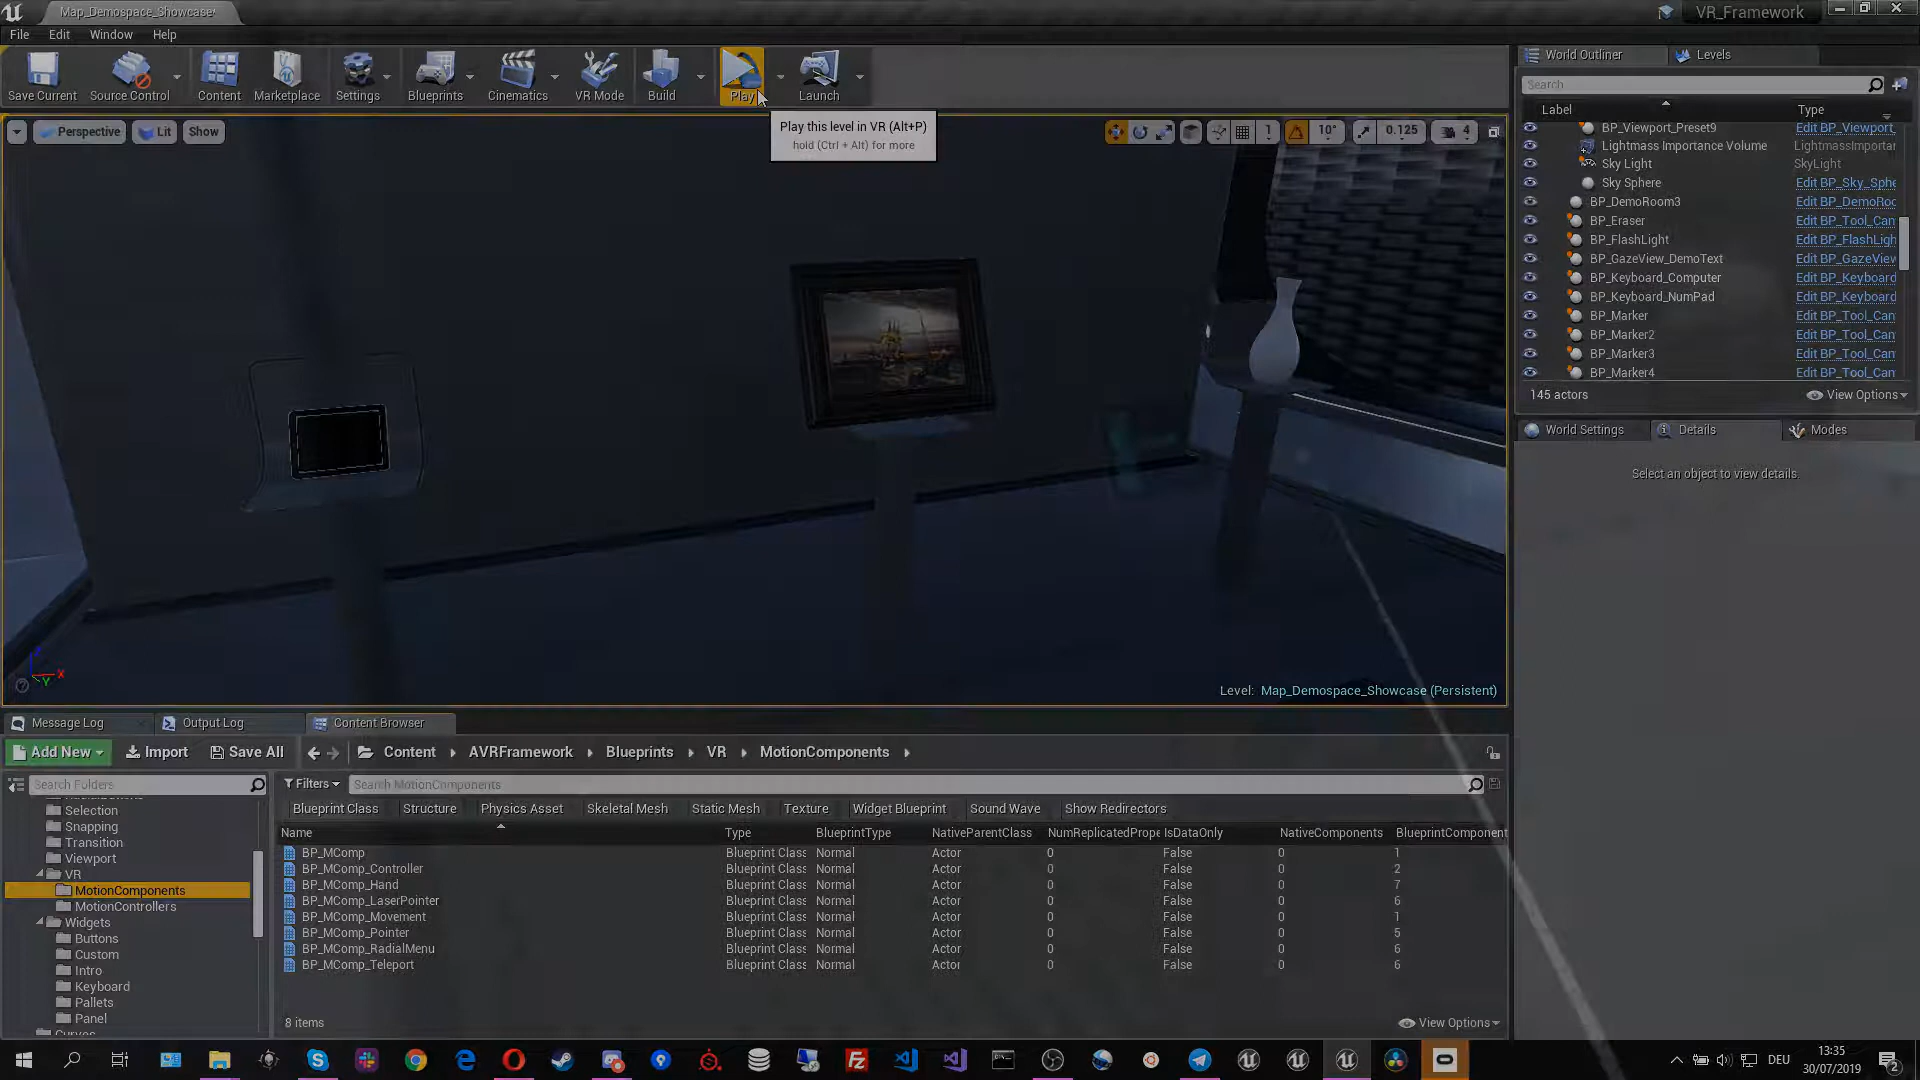 Map_Demospace_Showcase*
VR_Framework
File Edit Window Help
Save Current Source Control Content Marketplace Settings Blueprints Cinematics VR Mode Build Play Launch
Play this level in VR (Alt+P)
hold (Ctrl + Alt) for more
Perspective Lit Show
1 10° 0.125 4
X
Y
Level: Map_Demospace_Showcase (Persistent)
World Outliner Levels
Search
Label Type
BP_Viewport_Preset9 Edit BP_Viewport_
Lightmass Importance Volume LightmassImportar
Sky Light SkyLight
Sky Sphere Edit BP_Sky_Sphe
BP_DemoRoom3 Edit BP_DemoRoc
BP_Eraser Edit BP_Tool_Can
BP_FlashLight Edit BP_FlashLigh
BP_GazeView_DemoText Edit BP_GazeView
BP_Keyboard_Computer Edit BP_Keyboard
BP_Keyboard_NumPad Edit BP_Keyboard
BP_Marker Edit BP_Tool_Can
BP_Marker2 Edit BP_Tool_Can
BP_Marker3 Edit BP_Tool_Can
BP_Marker4 Edit BP_Tool_Can
145 actors View Options
World Settings Details Modes
Select an object to view details.
Message Log Output Log Content Browser
Add New Import Save All Content AVRFramework Blueprints VR MotionComponents
Search Folders
Selection
Snapping
Transition
Viewport
VR
MotionComponents
MotionControllers
Widgets
Buttons
Custom
Intro
Keyboard
Pallets
Panel
Filters Search MotionComponents
Blueprint Class Structure Physics Asset Skeletal Mesh Static Mesh Texture Widget Blueprint Sound Wave Show Redirectors
Name Type BlueprintType NativeParentClass NumReplicatedPrope IsDataOnly NativeComponents BlueprintComponent
BP_MComp Blueprint Class Normal Actor 0 False 0 1
BP_MComp_Controller Blueprint Class Normal Actor 0 False 0 2
BP_MComp_Hand Blueprint Class Normal Actor 0 False 0 7
BP_MComp_LaserPointer Blueprint Class Normal Actor 0 False 0 6
BP_MComp_Movement Blueprint Class Normal Actor 0 False 0 1
BP_MComp_Pointer Blueprint Class Normal Actor 0 False 0 5
BP_MComp_RadialMenu Blueprint Class Normal Actor 0 False 0 6
BP_MComp_Teleport Blueprint Class Normal Actor 0 False 0 6
8 items View Options
DEU
13:35
30/07/2019
2